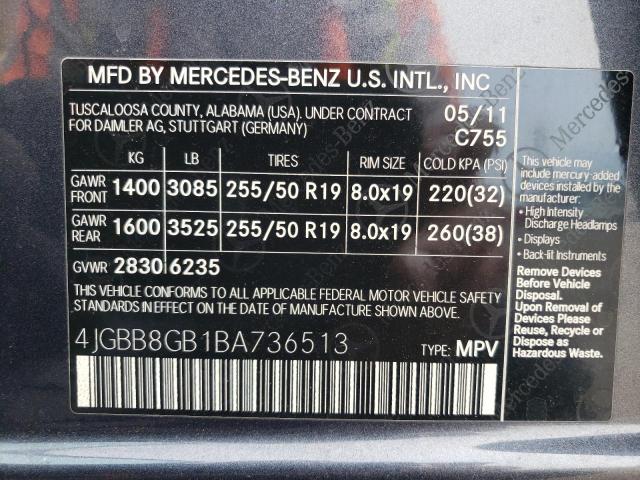 MFD BY MERCEDES-BENZ U.S. INTL., INC
TUSCALOOSA COUNTY, ALABAMA (USA). UNDER CONTRACT 05/11
FOR DAIMLER AG, STUTTGART (GERMANY) C755
KG LB TIRES RIM SIZE COLD KPA (PSI)
GAWR FRONT 1400 3085 255/50 R19 8.0x19 220(32)
GAWR REAR 1600 3525 255/50 R19 8.0x19 260(38)
GVWR 2830 6235
THIS VEHICLE CONFORMS TO ALL APPLICABLE FEDERAL MOTOR VEHICLE SAFETY
STANDARDS IN EFFECT ON THE DATE OF MANUFACTURE SHOWN ABOVE.
4JGBB8GB1BA736513 TYPE: MPV
This vehicle may
include mercury-added
devices installed by the
manufacturer:
• High Intensity
Discharge Headlamps
• Displays
• Back-lit Instruments
Remove Devices
Before Vehicle
Disposal.
Upon Removal of
Devices Please
Reuse, Recycle or
Dispose as
Hazardous Waste.
Mercedes-Benz
Mercedes-Benz
Mercedes